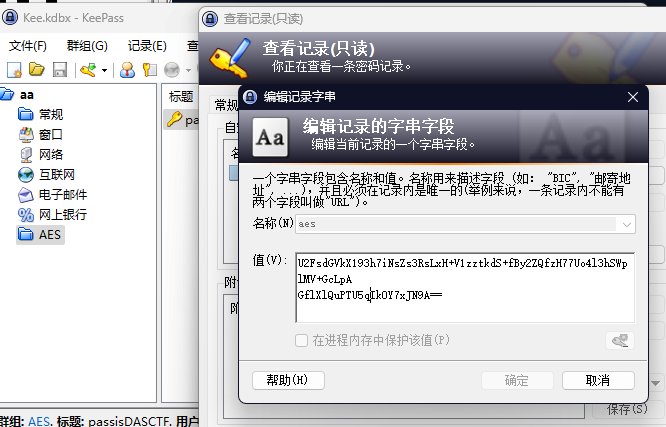 Kee.kdbx - KeePass
文件(F) 群组(G) 记录(E) 查
aa
常规
窗口
网络
互联网
电子邮件
网上银行
AES
标题
pa
群组: AES, 标题: passisDASCTF, 用户
查看记录(只读)
查看记录(只读)
你正在查看一条密码记录。
常规
自
附
保存(S)
编辑记录字串
编辑记录的字串字段
编辑当前记录的一个字串字段。
一个字串字段包含名称和值。名称用来描述字段 (如: "BIC", "邮寄地
址", ...), 并且必须在记录内是唯一的(举例来说,一条记录内不能有
两个字段叫做"URL")。
名称(N)
aes
值(V):
U2FsdGVkX193h7iNsZs3RsLxH+V1zztkdS+fBy2ZQfzH77Uo4l3hSWp
lMV+GcLpA
GflXlQuPTU5qIkOY7xJN9A==
在进程内存中保护该值(P)
帮助(H)
确定
取消